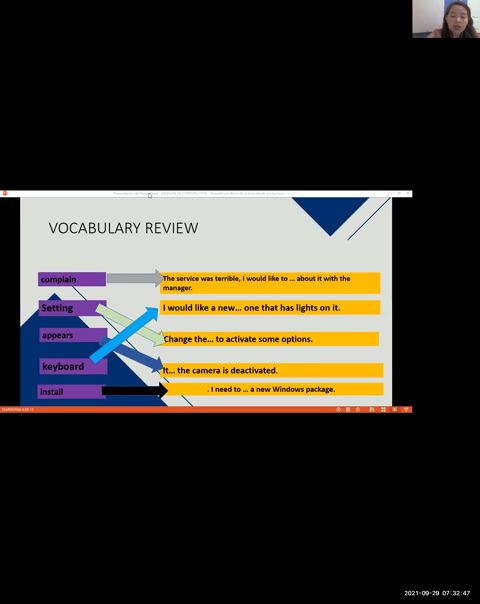 VOCABULARY REVIEW
complain
The service was terrible, I would like to ... about it with the
manager.
Setting
I would like a new... one that has lights on it.
appears
Change the... to activate some options.
keyboard
It... the camera is deactivated.
install
. I need to ... a new Windows package.
2021-09-29 07:32:47